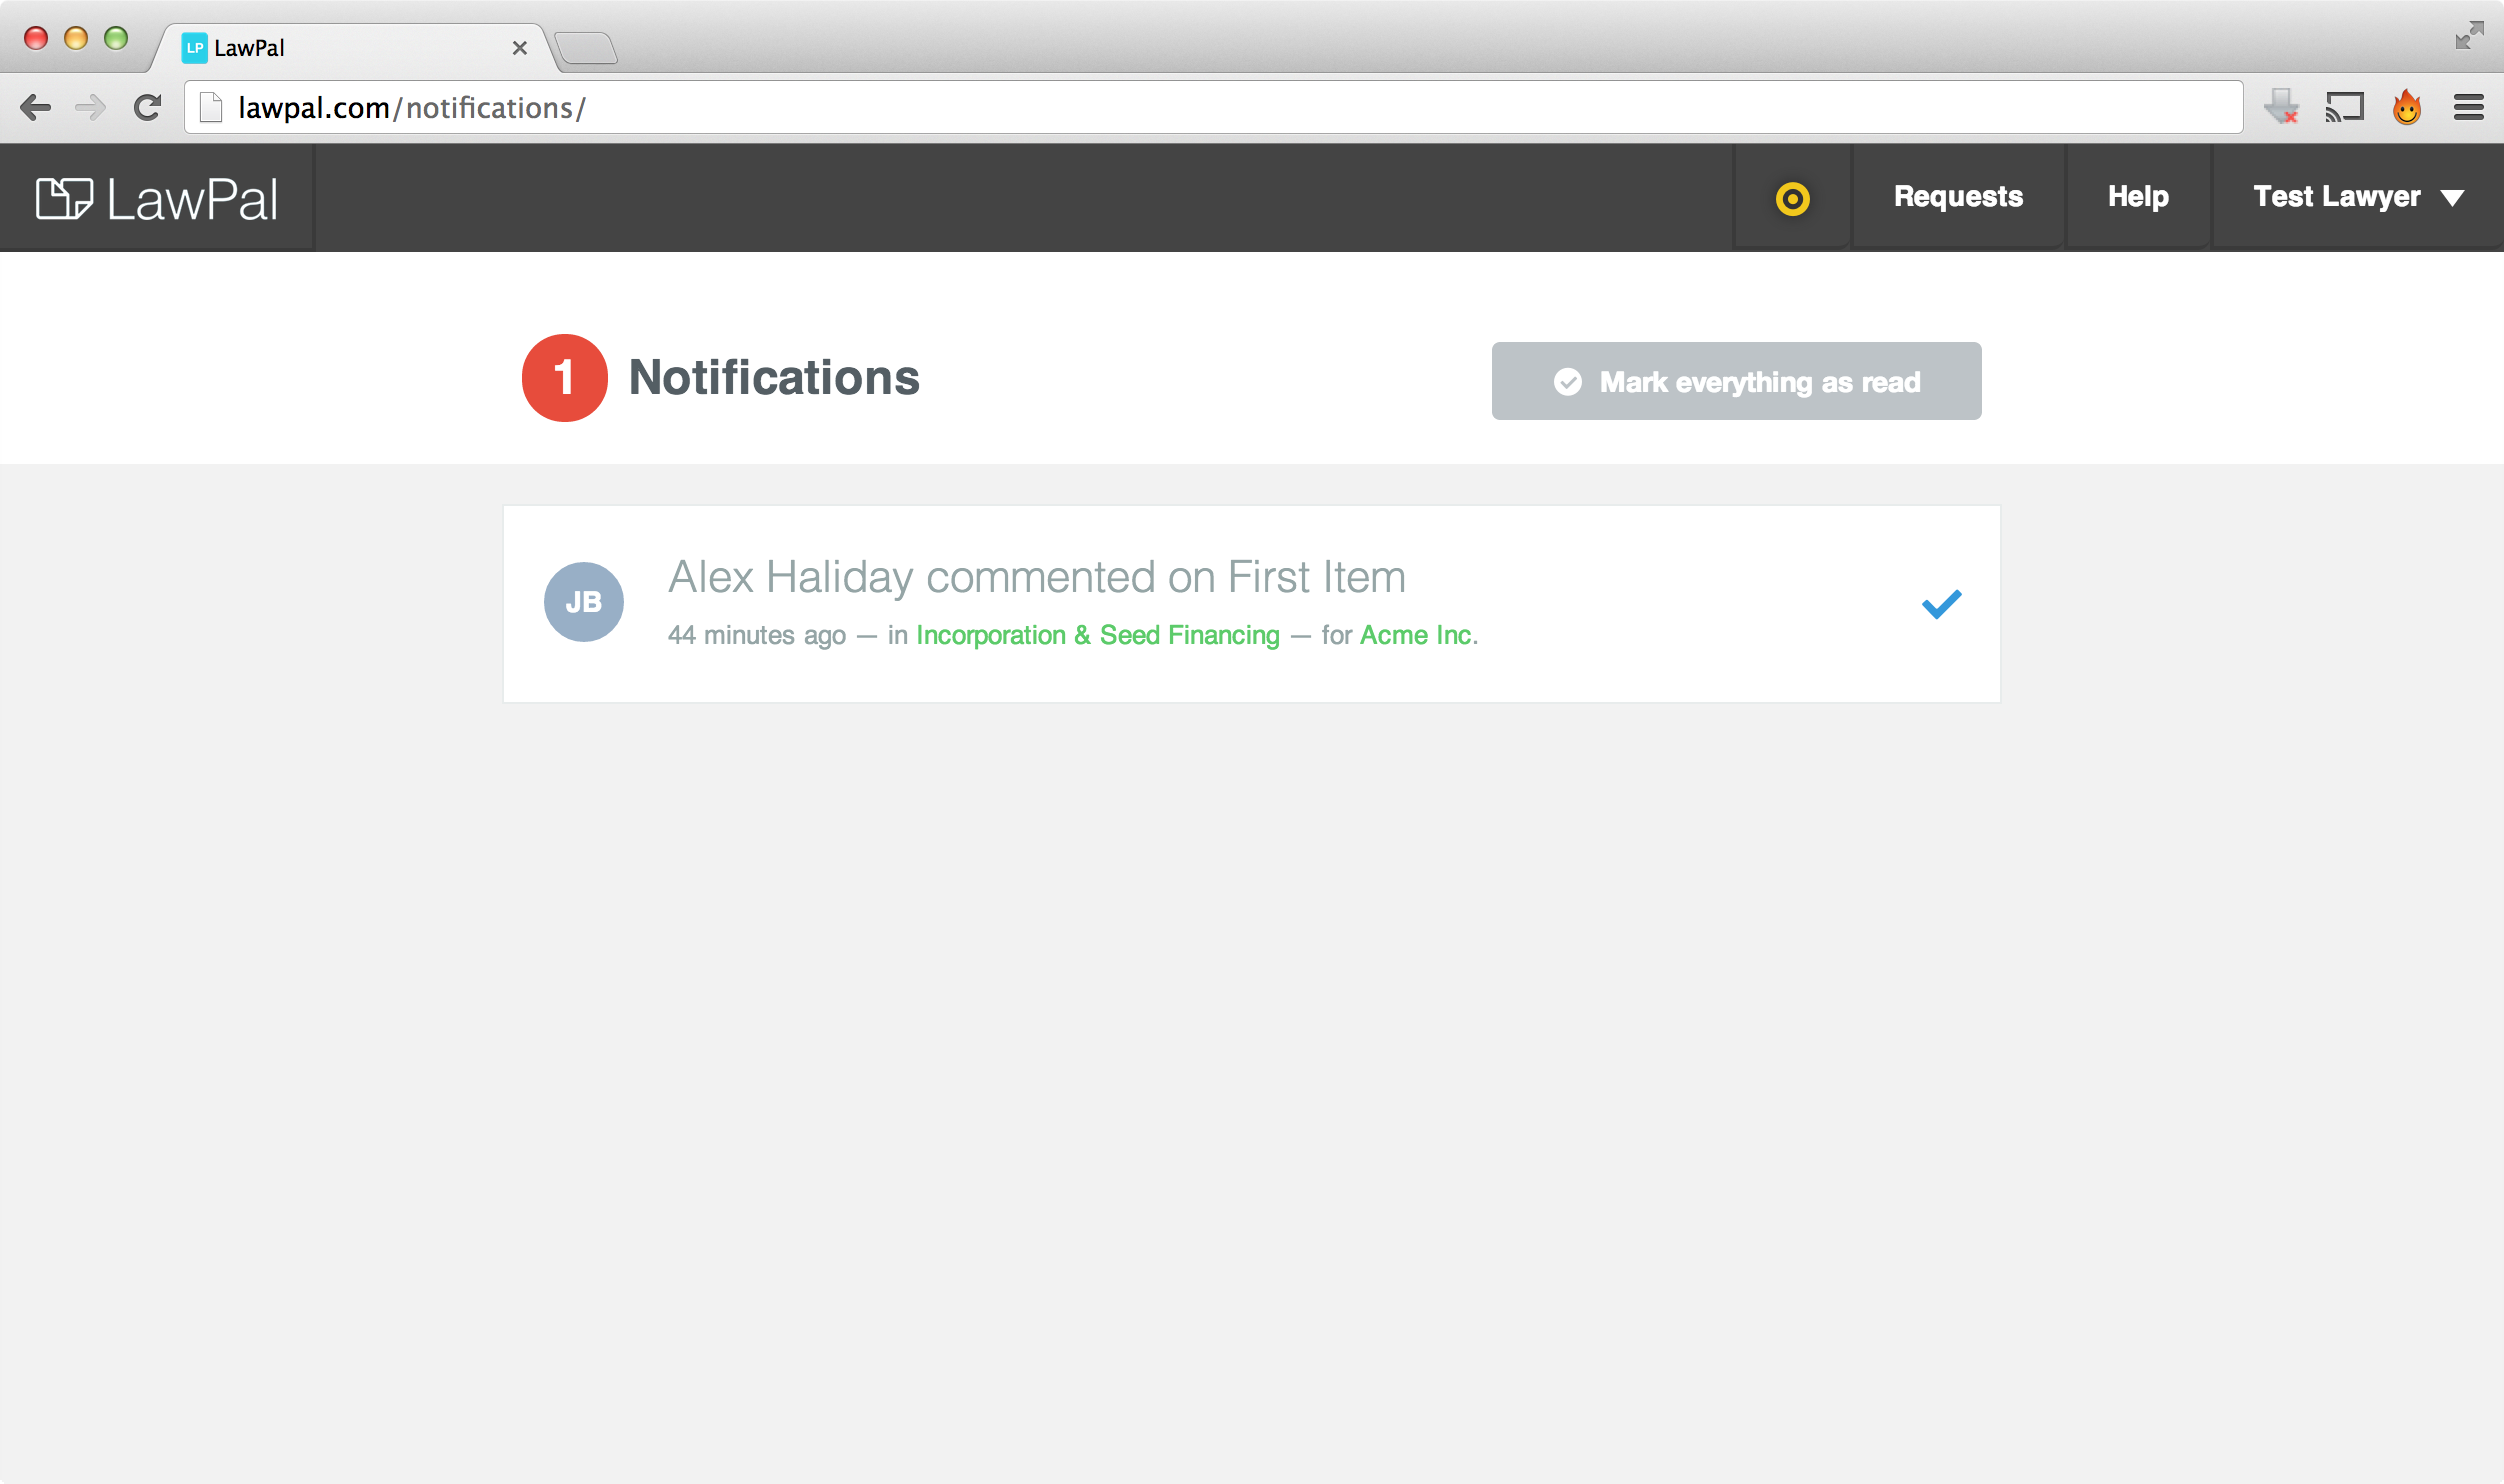 LP LawPal
lawpal.com/notifications/
LawPal
Requests
Help
Test Lawyer
1 Notifications
Mark everything as read
JB
Alex Haliday commented on First Item
44 minutes ago — in Incorporation & Seed Financing — for Acme Inc.